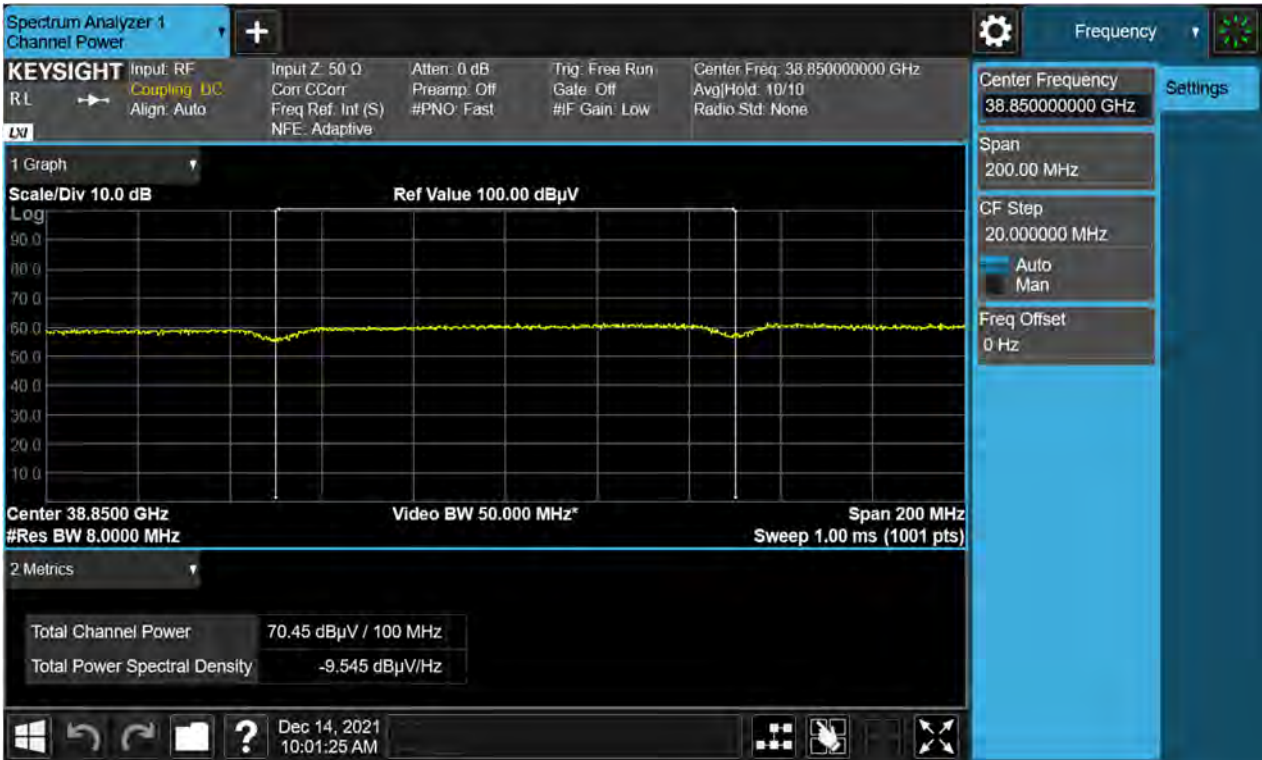 Spectrum Analyzer 1
Channel Power
+
Frequency
KEYSIGHT
RL
LXI
Input: RF
Coupling: DC
Align: Auto
Input Z: 50 Ω
Corr CCorr
Freq Ref: Int (S)
NFE: Adaptive
Atten: 0 dB
Preamp: Off
#PNO: Fast
Trig: Free Run
Gate: Off
#IF Gain: Low
Center Freq: 38.850000000 GHz
Avg|Hold: 10/10
Radio Std: None
Center Frequency
38.850000000 GHz
Settings
Span
200.00 MHz
CF Step
20.000000 MHz
Auto
Man
Freq Offset
0 Hz
1 Graph
Scale/Div 10.0 dB
Ref Value 100.00 dBµV
Log
90.0
80.0
70.0
60.0
50.0
40.0
30.0
20.0
10.0
Center 38.8500 GHz
Video BW 50.000 MHz*
Span 200 MHz
#Res BW 8.0000 MHz
Sweep 1.00 ms (1001 pts)
2 Metrics
Total Channel Power 70.45 dBµV / 100 MHz
Total Power Spectral Density -9.545 dBµV/Hz
?
Dec 14, 2021
10:01:25 AM